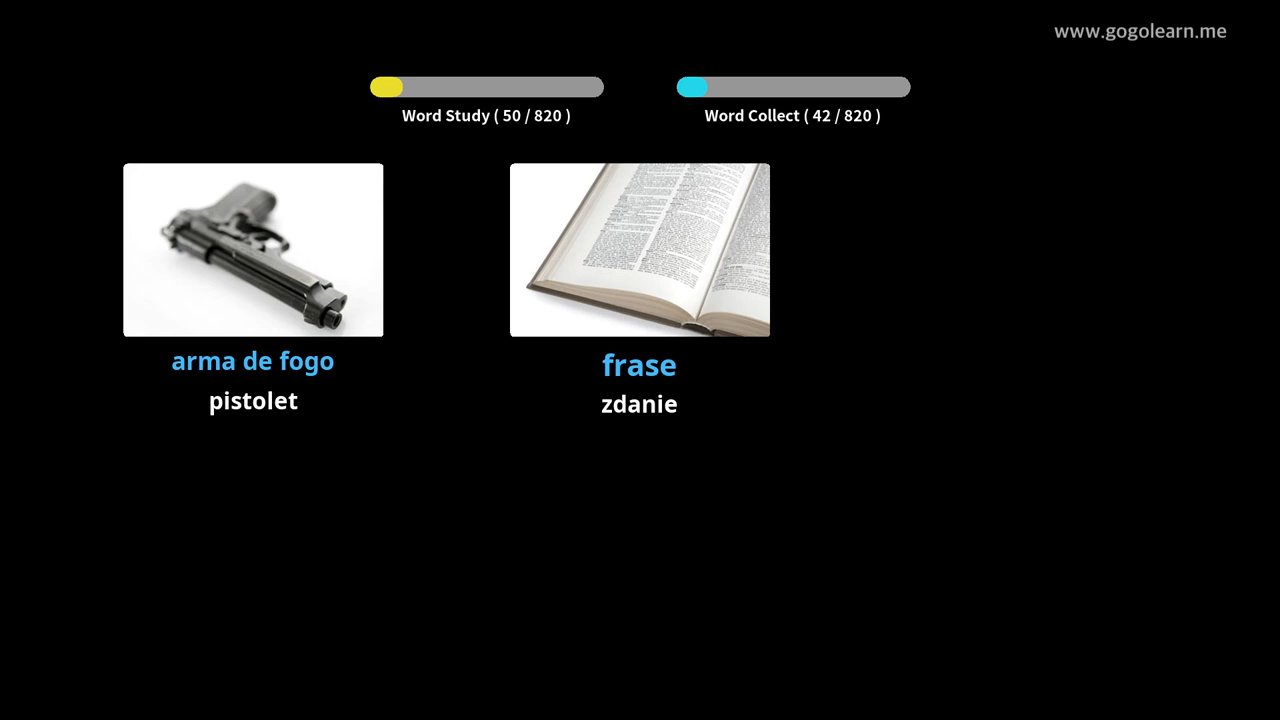 www.gogolearn.me
Word Study ( 50 / 820 )
Word Collect ( 42 / 820 )
arma de fogo
pistolet
frase
zdanie